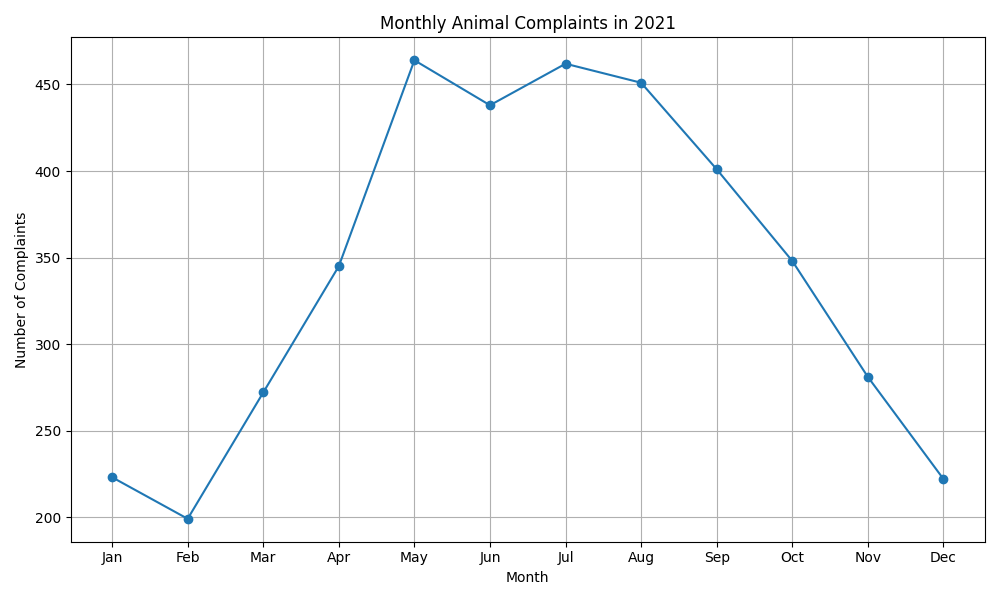 Monthly Animal Complaints in 2021
Number of Complaints
450
400
350
300
250
200
Jan Feb Mar Apr May Jun Jul Aug Sep Oct Nov Dec
Month